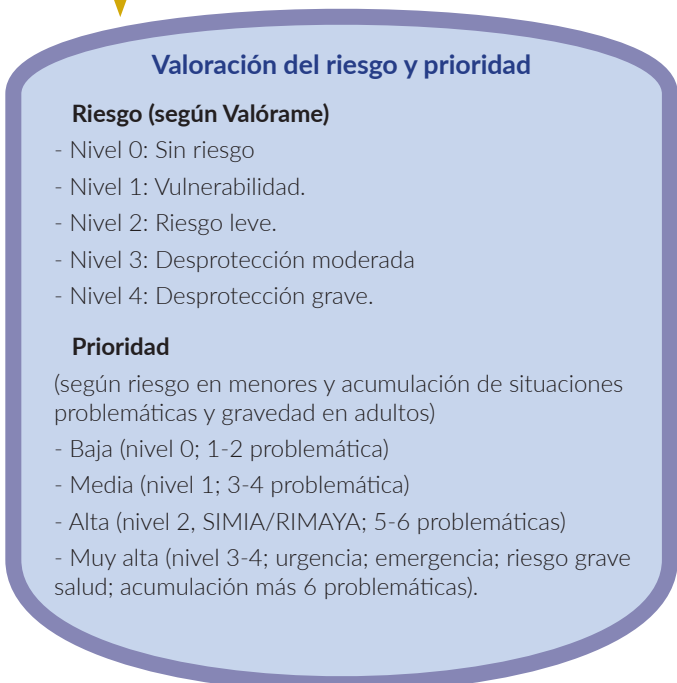 Valoración del riesgo y prioridad
Riesgo (según Valórame)
- Nivel 0: Sin riesgo
- Nivel 1: Vulnerabilidad.
- Nivel 2: Riesgo leve.
- Nivel 3: Desprotección moderada
- Nivel 4: Desprotección grave.
Prioridad
(según riesgo en menores y acumulación de situaciones
problemáticas y gravedad en adultos)
- Baja (nivel 0; 1-2 problemática)
- Media (nivel 1; 3-4 problemática)
- Alta (nivel 2, SIMIA/RIMAYA; 5-6 problemáticas)
- Muy alta (nivel 3-4; urgencia; emergencia; riesgo grave
salud; acumulación más 6 problemáticas).